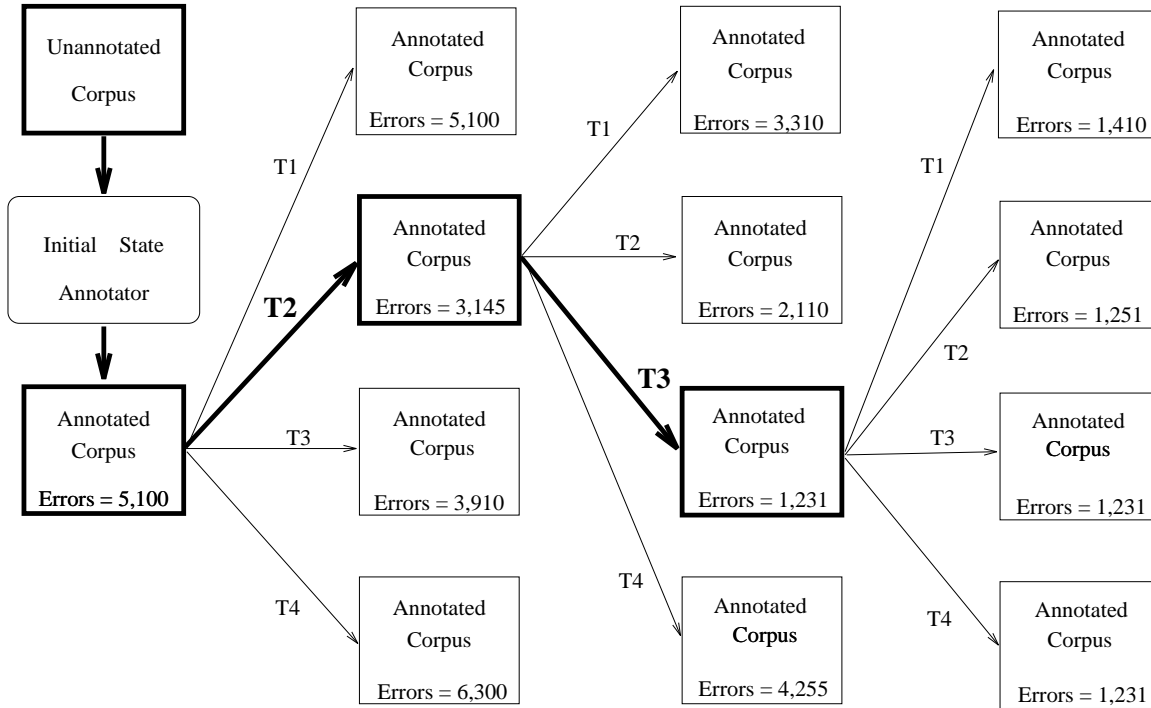 Unannotated
Corpus
Initial State
Annotator
Annotated
Corpus
Errors = 5,100
T1
T2
T3
T4
Annotated
Corpus
Errors = 5,100
Annotated
Corpus
Errors = 3,145
Annotated
Corpus
Errors = 3,910
Annotated
Corpus
Errors = 6,300
T1
T2
T3
T4
Annotated
Corpus
Errors = 3,310
Annotated
Corpus
Errors = 2,110
Annotated
Corpus
Errors = 1,231
Annotated
Corpus
Errors = 4,255
T1
T2
T3
T4
Annotated
Corpus
Errors = 1,410
Annotated
Corpus
Errors = 1,251
Annotated
Corpus
Errors = 1,231
Annotated
Corpus
Errors = 1,231